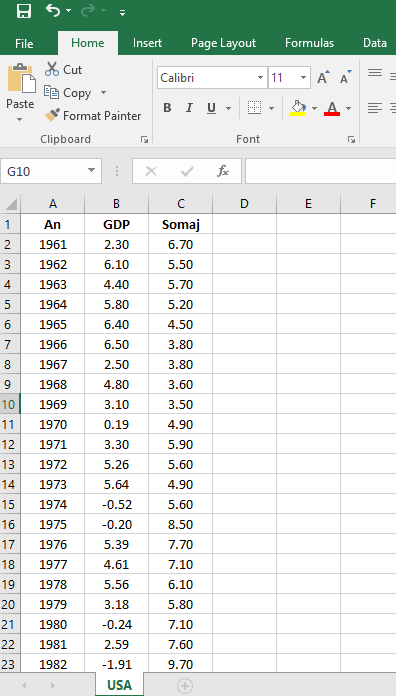 File Home Insert Page Layout Formulas Data
Cut
Calibri 11 A A
Copy
Paste
Format Painter
B I U A
Clipboard Font
G10 fx
A B C D E F
1 An GDP Somaj
2 1961 2.30 6.70
3 1962 6.10 5.50
4 1963 4.40 5.70
5 1964 5.80 5.20
6 1965 6.40 4.50
7 1966 6.50 3.80
8 1967 2.50 3.80
9 1968 4.80 3.60
10 1969 3.10 3.50
11 1970 0.19 4.90
12 1971 3.30 5.90
13 1972 5.26 5.60
14 1973 5.64 4.90
15 1974 -0.52 5.60
16 1975 -0.20 8.50
17 1976 5.39 7.70
18 1977 4.61 7.10
19 1978 5.56 6.10
20 1979 3.18 5.80
21 1980 -0.24 7.10
22 1981 2.59 7.60
23 1982 -1.91 9.70
USA